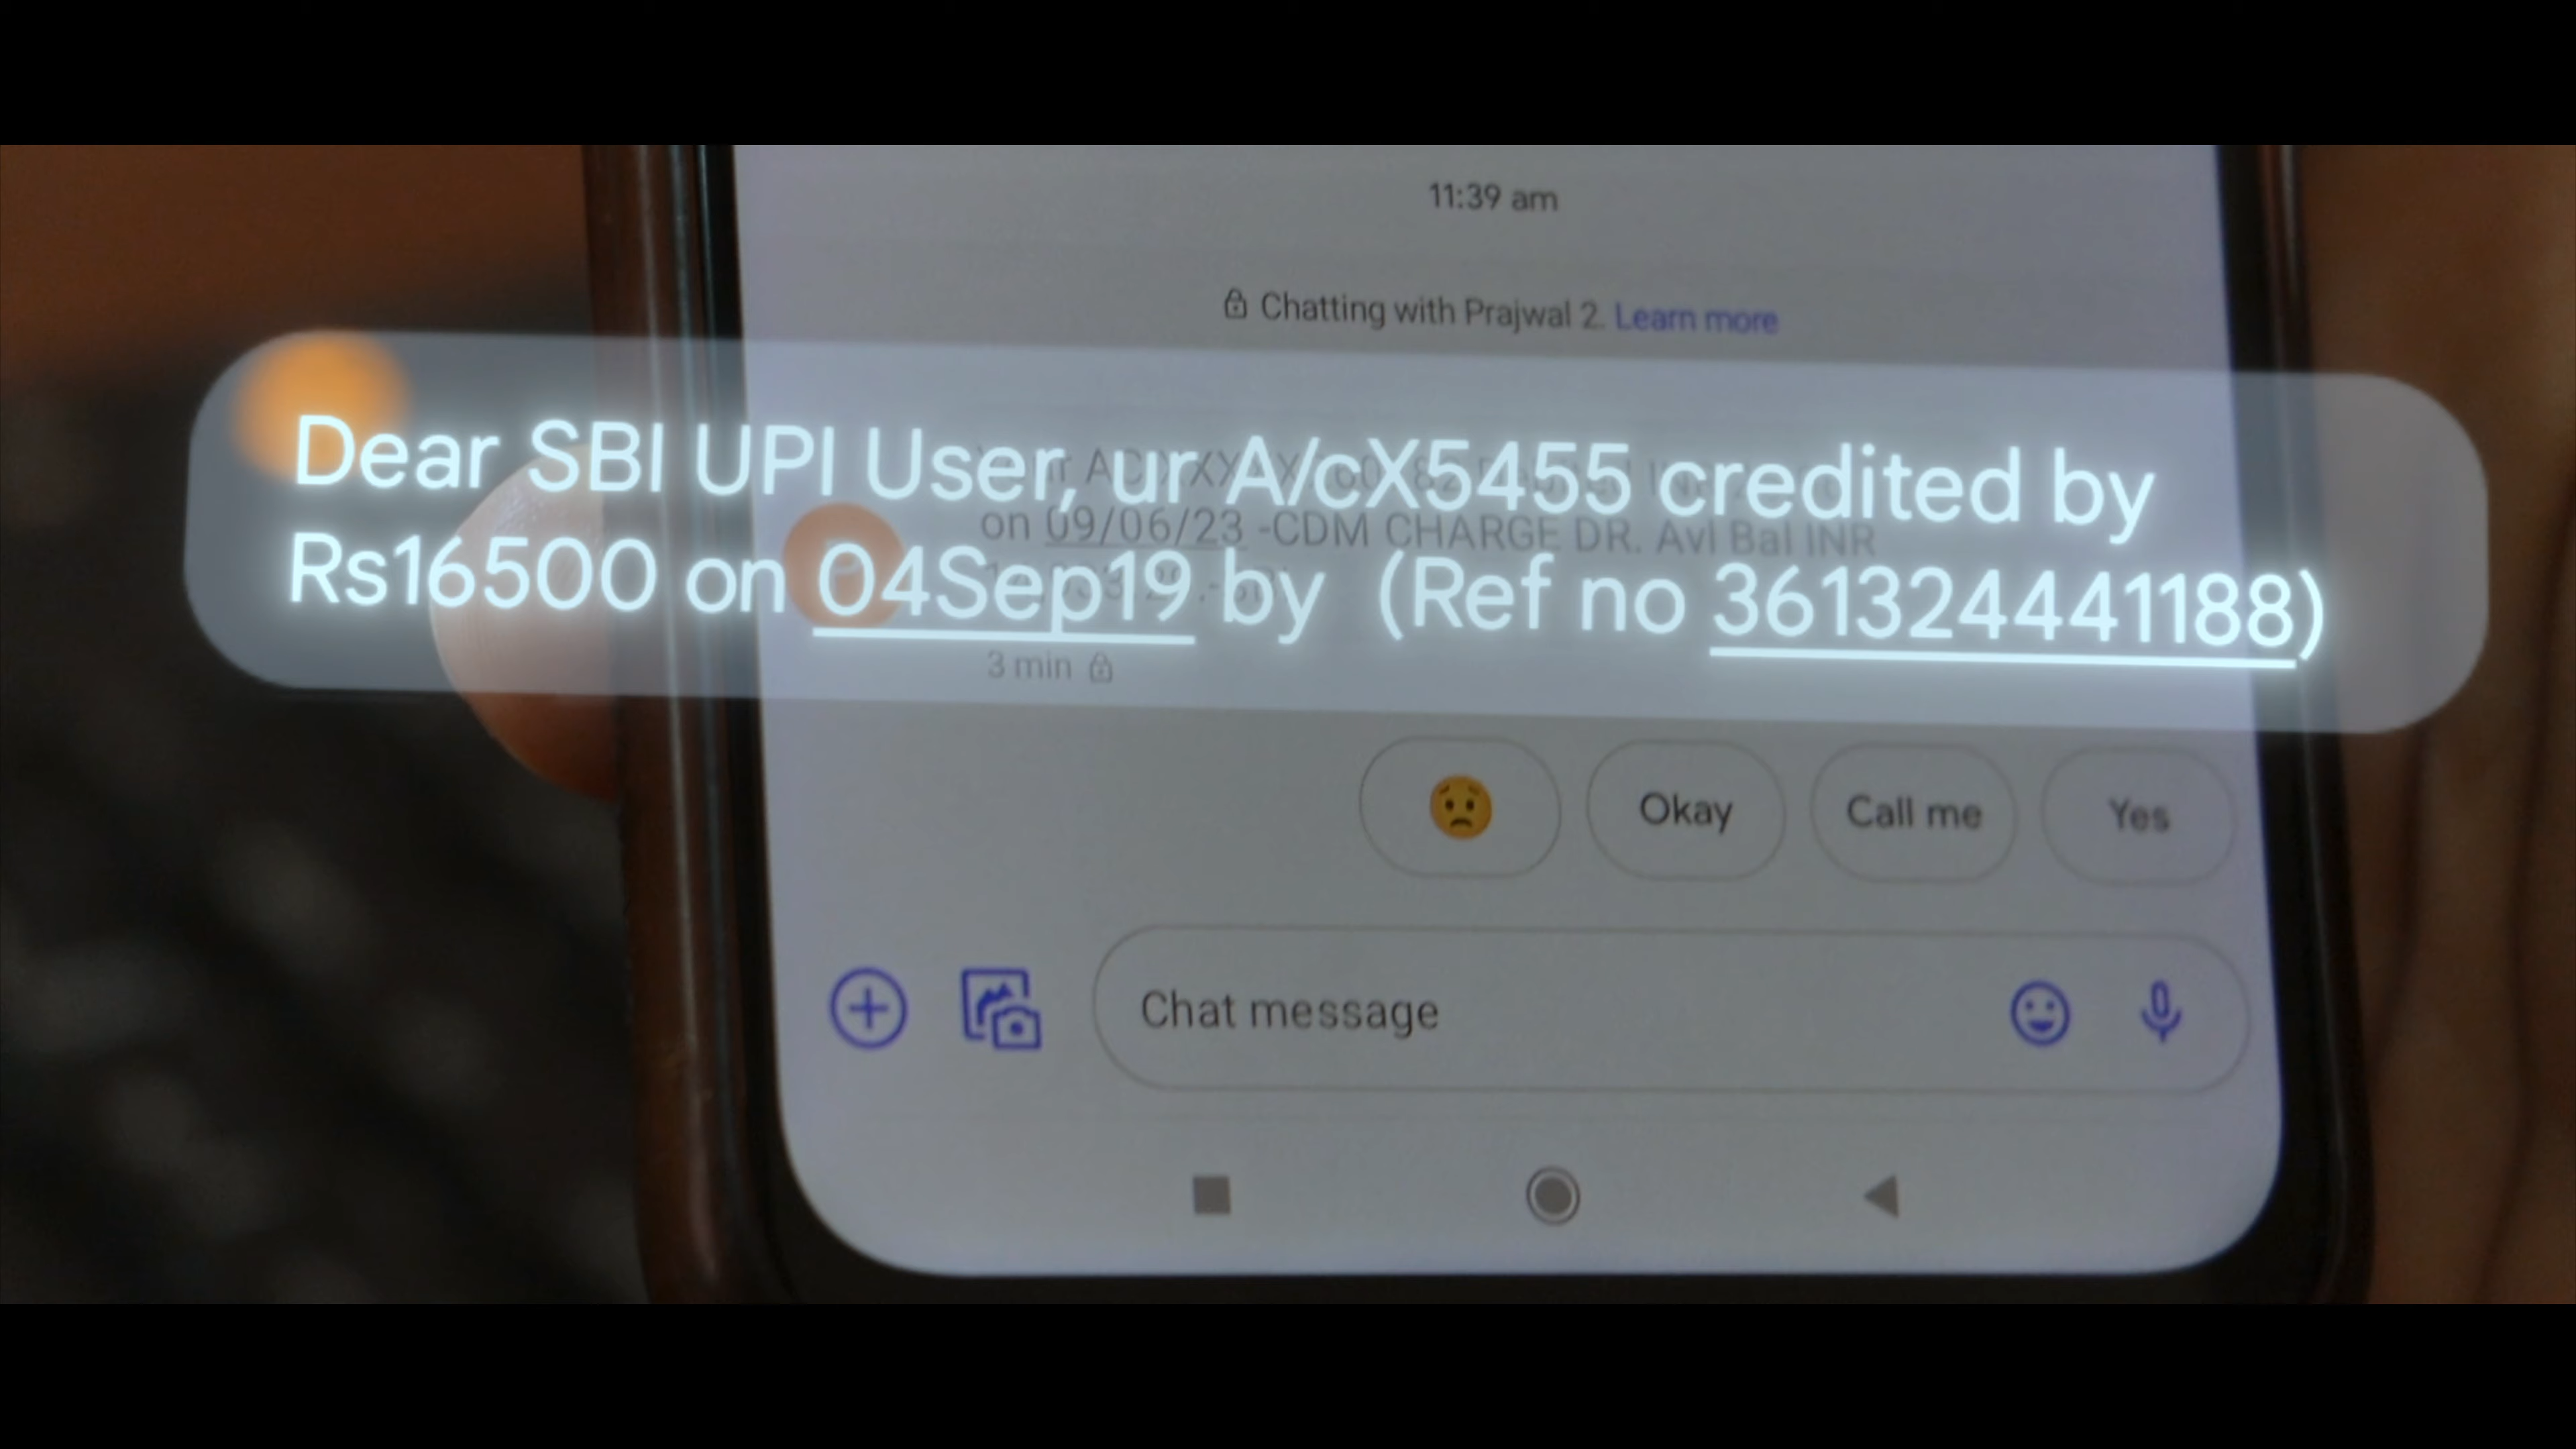 11:39 am
Chatting with Prajwal 2. Learn more
Dear SBI UPI User, ur A/cX5455 credited by
Rs16500 on 04Sep19 by (Ref no 361324441188)
on 09/06/23 -CDM CHARGE DR. Avl Bal INR
3 min
Okay
Call me
Yes
Chat message